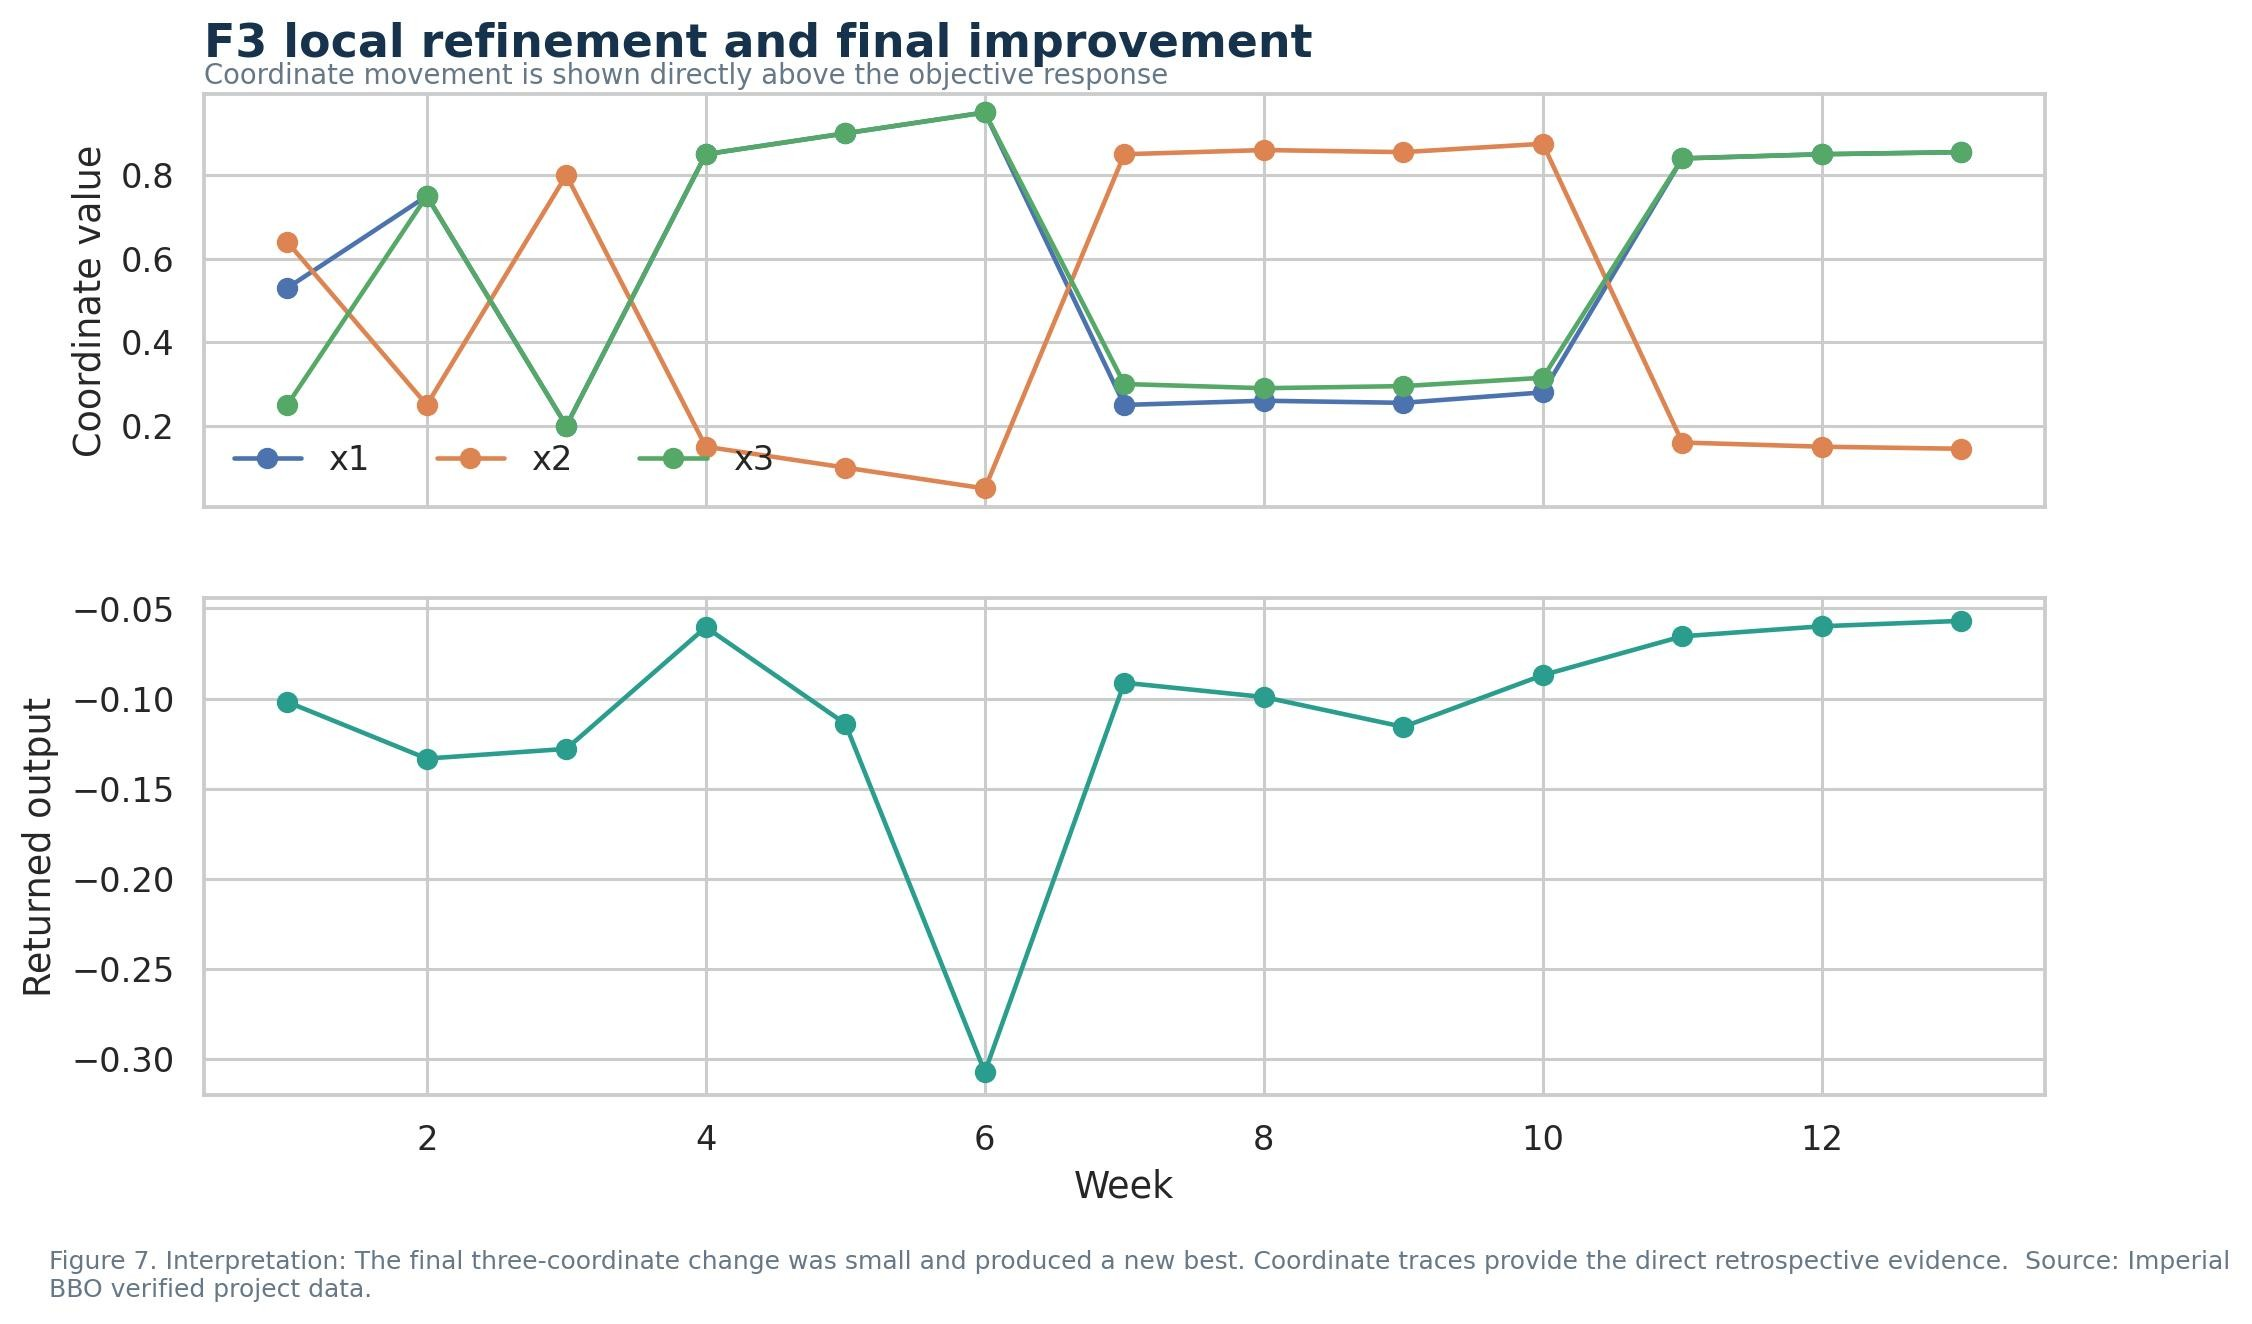 F3 local refinement and final improvement
Coordinate movement is shown directly above the objective response
Coordinate value
0.8
0.6
0.4
0.2
x1 x2 x3
Returned output
−0.05
−0.10
−0.15
−0.20
−0.25
−0.30
2 4 6 8 10 12
Week
Figure 7. Interpretation: The final three-coordinate change was small and produced a new best. Coordinate traces provide the direct retrospective evidence.  Source: Imperial
BBO verified project data.